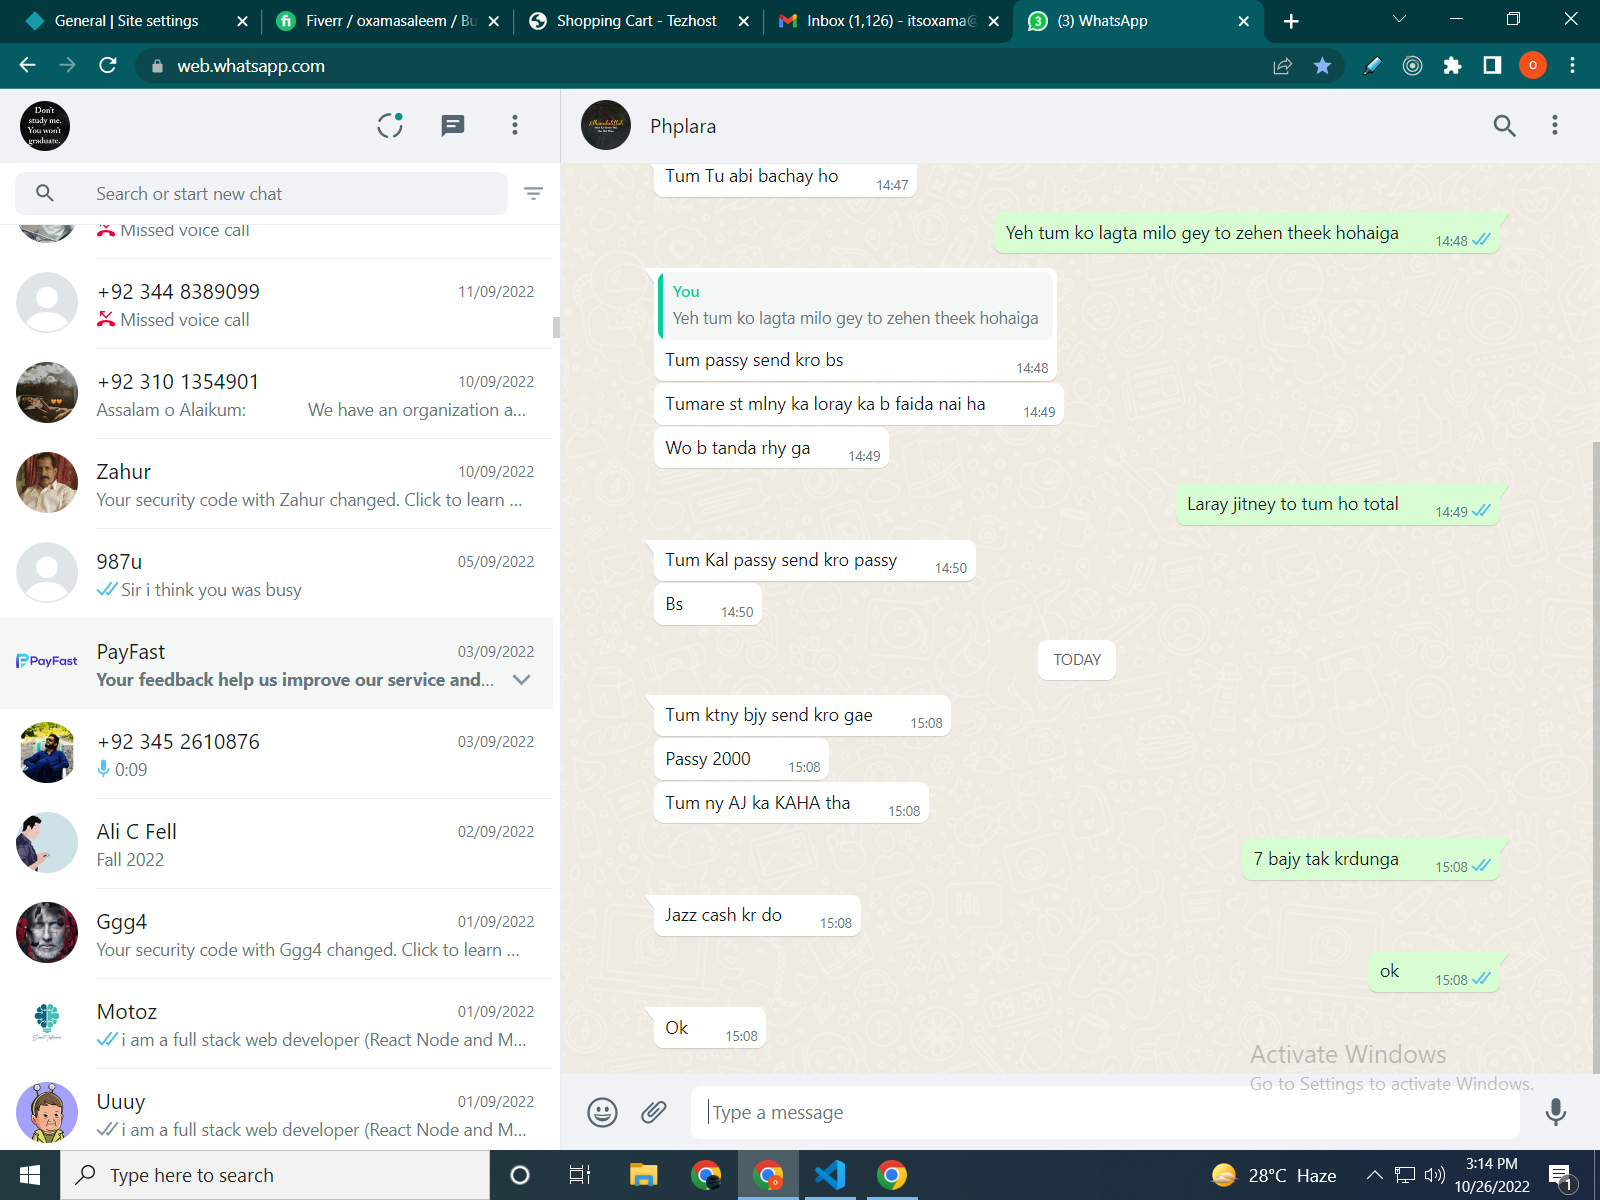 General | Site settings
Fiverr / oxamasaleem / Bu
Shopping Cart - Tezhost
Inbox (1,126) - itsoxama@
3
(3) WhatsApp
web.whatsapp.com
O
Don't
study me.
You won't
graduate.
Search or start new chat
Missed voice call
+92 344 8389099
11/09/2022
Missed voice call
+92 310 1354901
10/09/2022
Assalam o Alaikum: We have an organization a...
Zahur
10/09/2022
Your security code with Zahur changed. Click to learn ...
987u
05/09/2022
Sir i think you was busy
PayFast
PayFast
03/09/2022
Your feedback help us improve our service and...
+92 345 2610876
03/09/2022
0:09
Ali C Fell
02/09/2022
Fall 2022
Ggg4
01/09/2022
Your security code with Ggg4 changed. Click to learn ...
Motoz
01/09/2022
i am a full stack web developer (React Node and M...
Uuuy
01/09/2022
i am a full stack web developer (React Node and M...
Phplara
Tum Tu abi bachay ho 14:47
Yeh tum ko lagta milo gey to zehen theek hohaiga 14:48
You
Yeh tum ko lagta milo gey to zehen theek hohaiga
Tum passy send kro bs 14:48
Tumare st mlny ka loray ka b faida nai ha 14:49
Wo b tanda rhy ga 14:49
Laray jitney to tum ho total 14:49
Tum Kal passy send kro passy 14:50
Bs 14:50
TODAY
Tum ktny bjy send kro gae 15:08
Passy 2000 15:08
Tum ny AJ ka KAHA tha 15:08
7 bajy tak krdunga 15:08
Jazz cash kr do 15:08
ok 15:08
Ok 15:08
Activate Windows
Go to Settings to activate Windows.
Type a message
Type here to search
28°C Haze
3:14 PM
10/26/2022
1